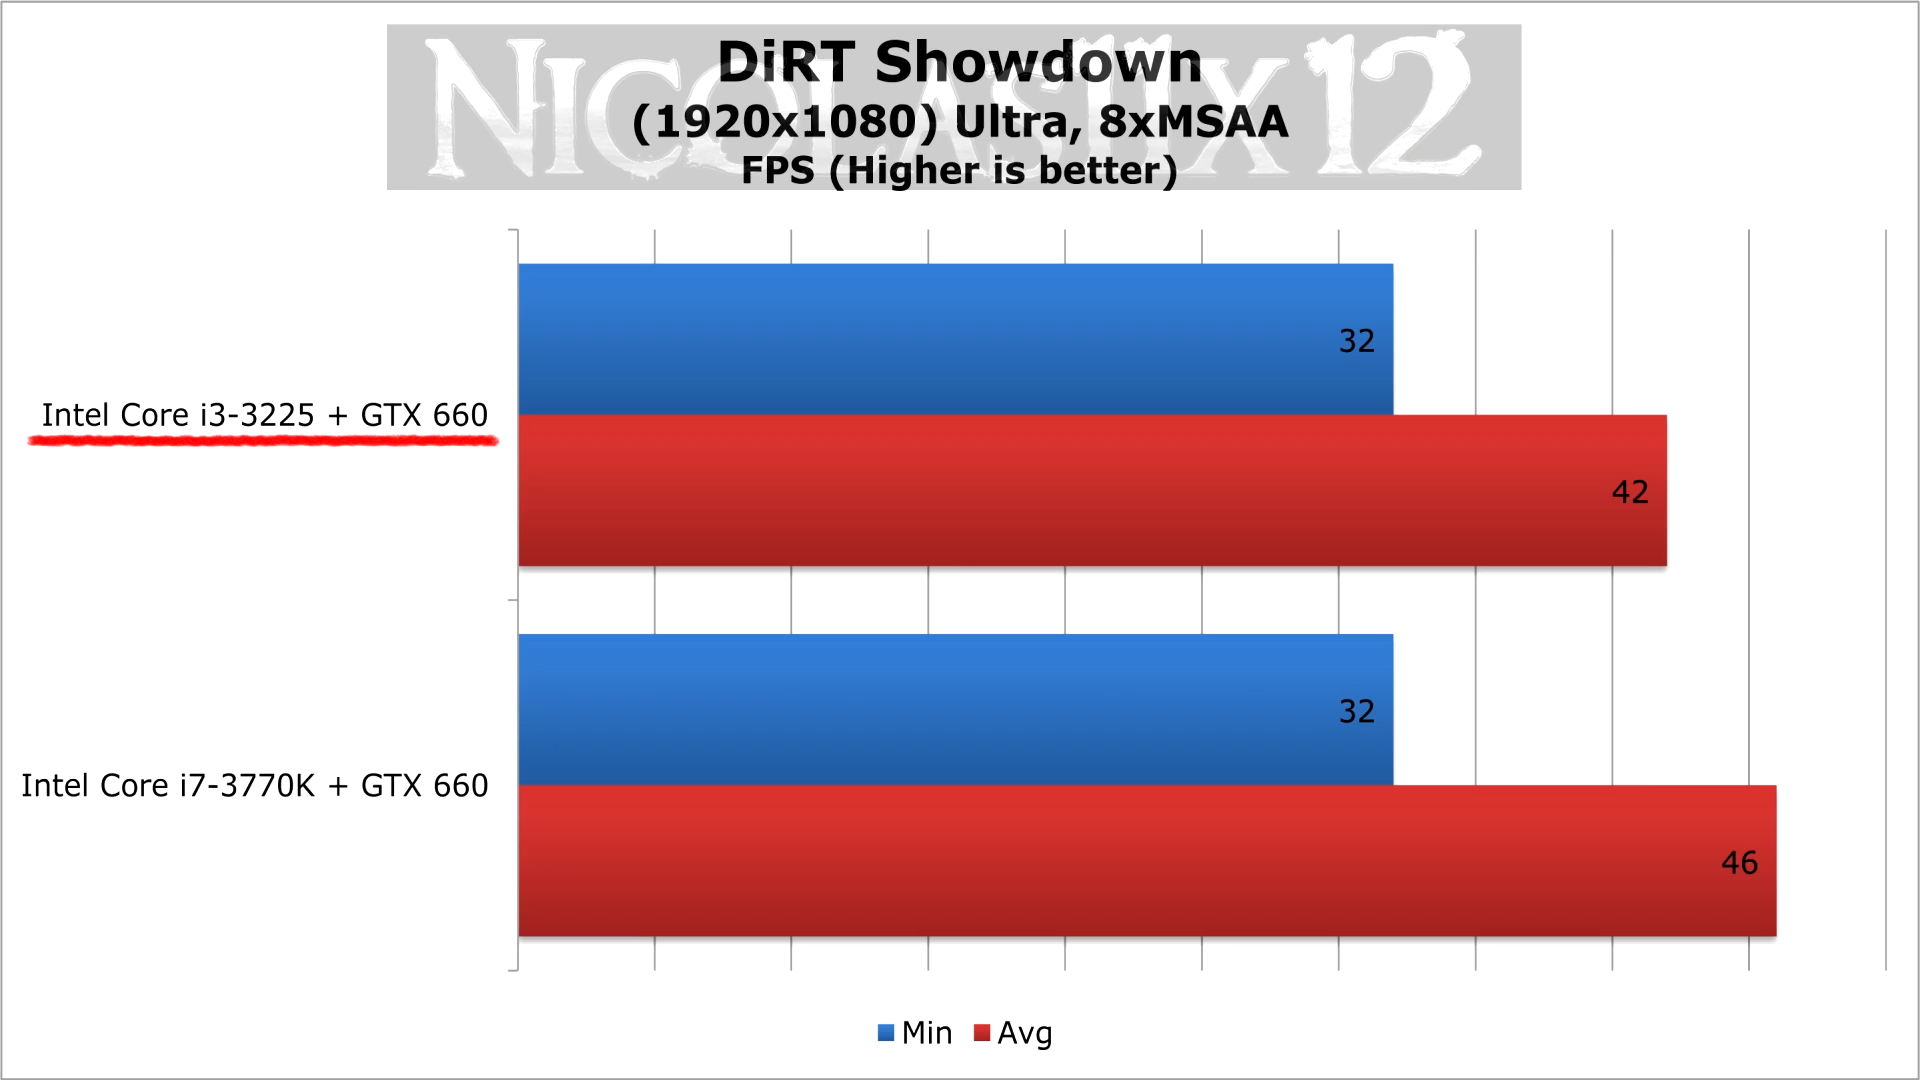 NICOLAS11X12
DiRT Showdown
(1920x1080) Ultra, 8xMSAA
FPS (Higher is better)
32
Intel Core i3-3225 + GTX 660
42
32
Intel Core i7-3770K + GTX 660
46
Min Avg